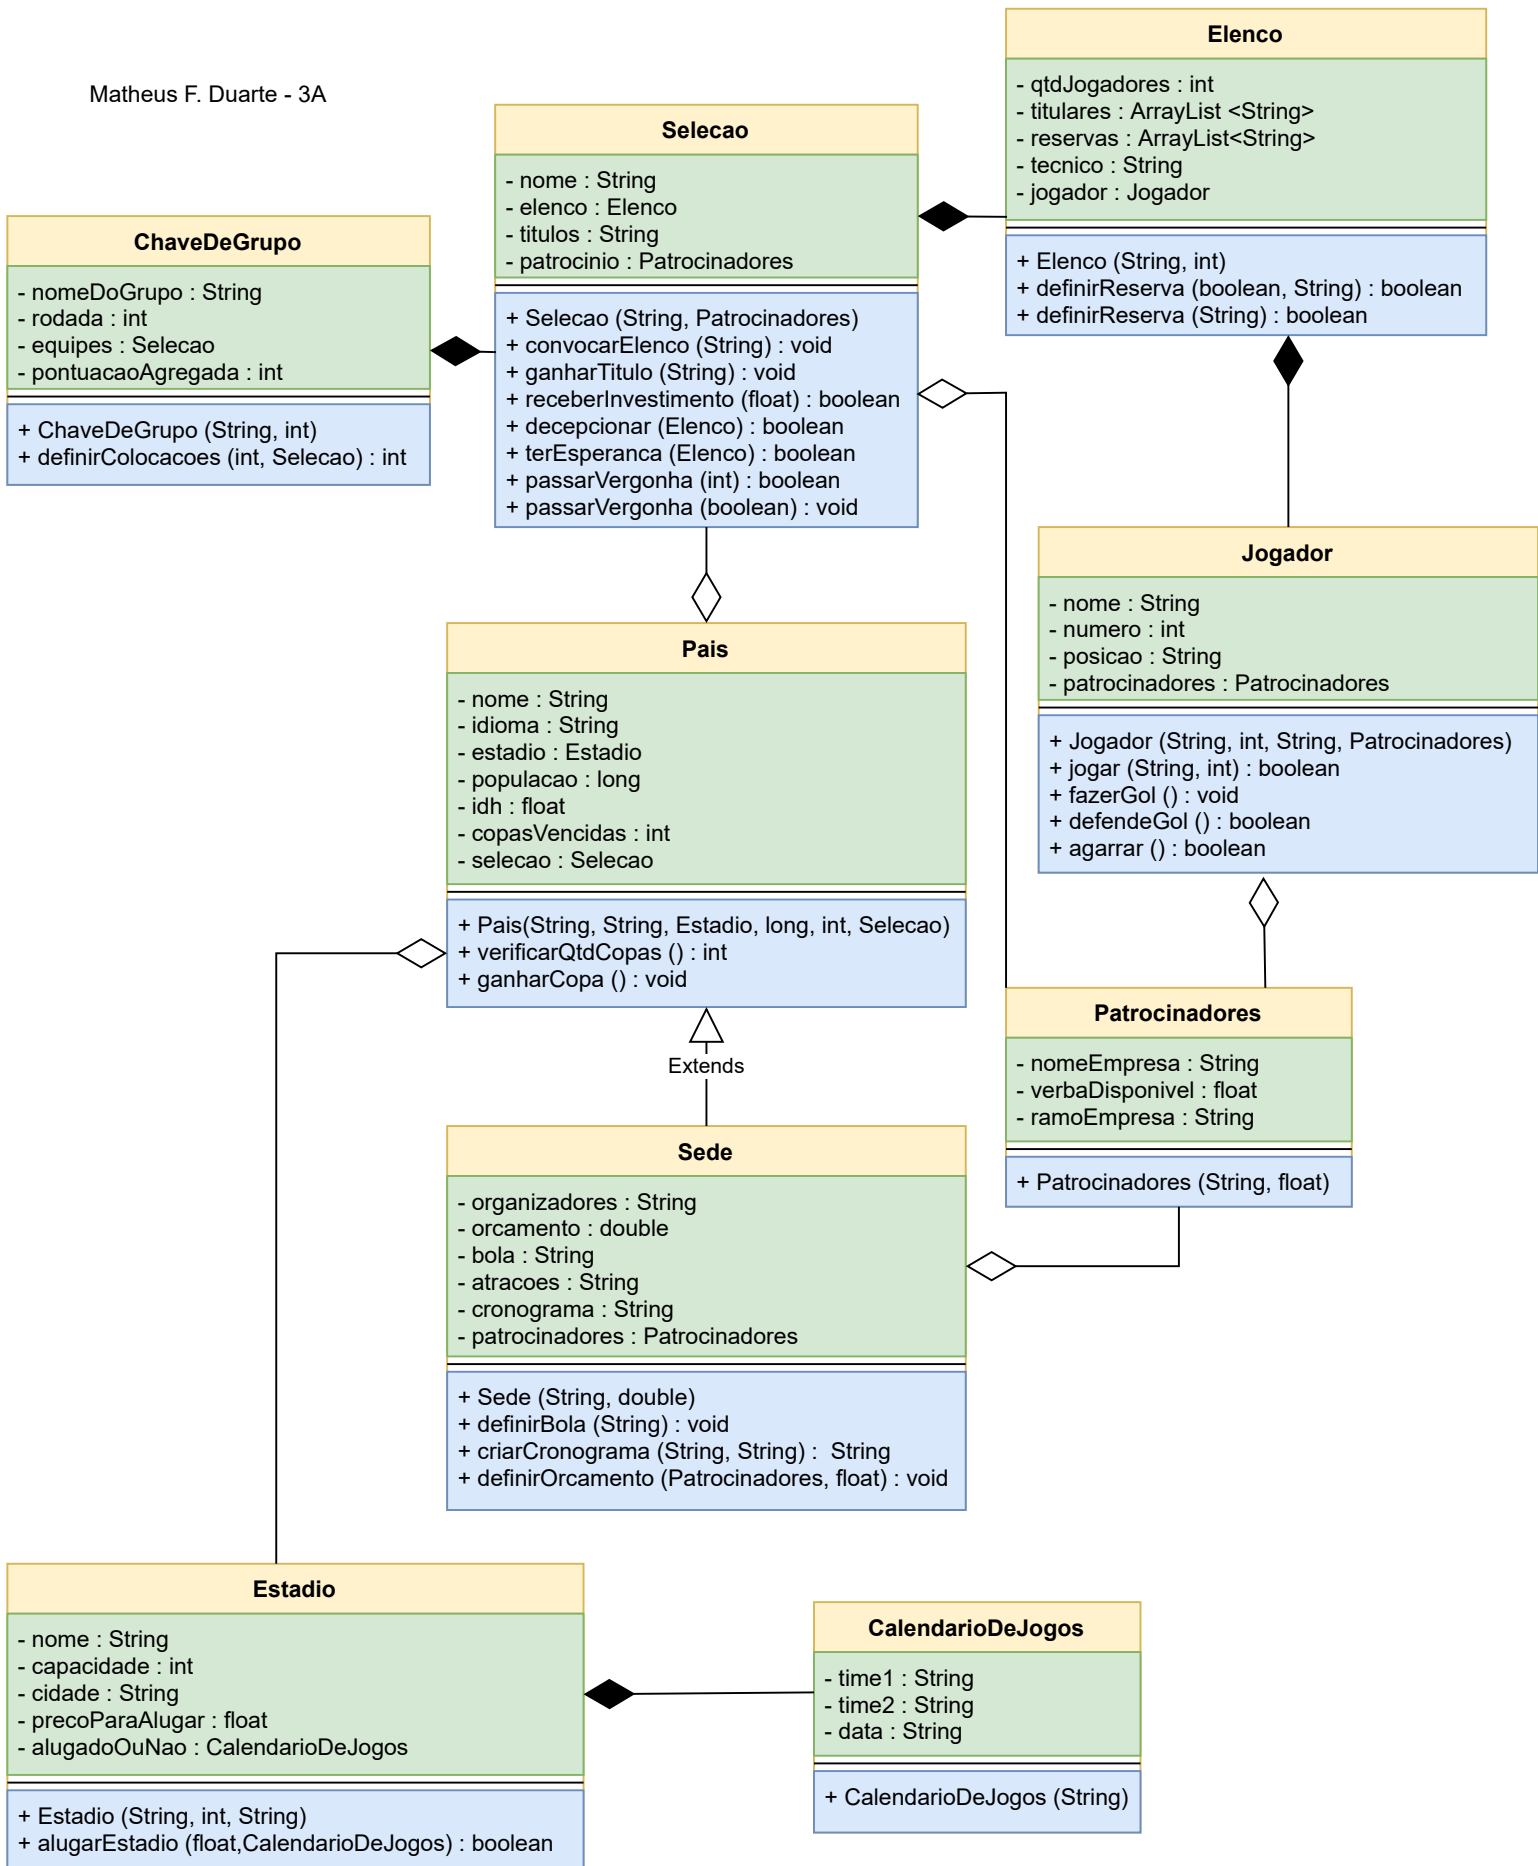 Matheus F. Duarte - 3A
Elenco
- qtdJogadores : int
- titulares : ArrayList <String>
- reservas : ArrayList<String>
- tecnico : String
- jogador : Jogador
+ Elenco (String, int)
+ definirReserva (boolean, String) : boolean
+ definirReserva (String) : boolean
Selecao
- nome : String
- elenco : Elenco
- titulos : String
- patrocinio : Patrocinadores
+ Selecao (String, Patrocinadores)
+ convocarElenco (String) : void
+ ganharTitulo (String) : void
+ receberInvestimento (float) : boolean
+ decepcionar (Elenco) : boolean
+ terEsperanca (Elenco) : boolean
+ passarVergonha (int) : boolean
+ passarVergonha (boolean) : void
ChaveDeGrupo
- nomeDoGrupo : String
- rodada : int
- equipes : Selecao
- pontuacaoAgregada : int
+ ChaveDeGrupo (String, int)
+ definirColocacoes (int, Selecao) : int
Jogador
- nome : String
- numero : int
- posicao : String
- patrocinadores : Patrocinadores
+ Jogador (String, int, String, Patrocinadores)
+ jogar (String, int) : boolean
+ fazerGol () : void
+ defendeGol () : boolean
+ agarrar () : boolean
Pais
- nome : String
- idioma : String
- estadio : Estadio
- populacao : long
- idh : float
- copasVencidas : int
- selecao : Selecao
+ Pais(String, String, Estadio, long, int, Selecao)
+ verificarQtdCopas () : int
+ ganharCopa () : void
Extends
Patrocinadores
- nomeEmpresa : String
- verbaDisponivel : float
- ramoEmpresa : String
+ Patrocinadores (String, float)
Sede
- organizadores : String
- orcamento : double
- bola : String
- atracoes : String
- cronograma : String
- patrocinadores : Patrocinadores
+ Sede (String, double)
+ definirBola (String) : void
+ criarCronograma (String, String) :  String
+ definirOrcamento (Patrocinadores, float) : void
Estadio
- nome : String
- capacidade : int
- cidade : String
- precoParaAlugar : float
- alugadoOuNao : CalendarioDeJogos
+ Estadio (String, int, String)
+ alugarEstadio (float,CalendarioDeJogos) : boolean
CalendarioDeJogos
- time1 : String
- time2 : String
- data : String
+ CalendarioDeJogos (String)